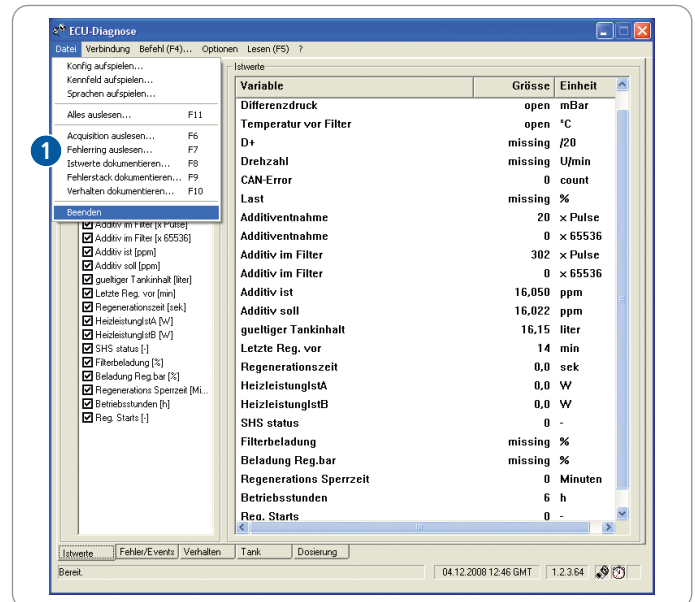 ECU-Diagnose
Datei Verbindung Befehl (F4)... Optionen Lesen (F5) ?
Konfig aufspielen...
Kennfeld aufspielen...
Sprachen aufspielen...
Alles auslesen... F11
Acquisition auslesen... F6
Fehlerring auslesen... F7
Istwerte dokumentieren... F8
Fehlerstack dokumentieren... F9
Verhalten dokumentieren... F10
Beenden
1
Additiv im Filter [x Pulse]
Additiv im Filter [x 65536]
Additiv ist [ppm]
Additiv soll [ppm]
gueltiger Tankinhalt [liter]
Letzte Reg. vor [min]
Regenerationszeit [sek]
HeizleistungIstA [W]
HeizleistungIstB [W]
SHS status [-]
Filterbeladung [%]
Beladung Reg.bar [%]
Regenerations Sperrzeit [Mi...
Betriebsstunden [h]
Reg. Starts [-]
Istwerte
Variable Grösse Einheit
Differenzdruck open mBar
Temperatur vor Filter open °C
D+ missing /20
Drehzahl missing U/min
CAN-Error 0 count
Last missing %
Additiventnahme 20 x Pulse
Additiventnahme 0 x 65536
Additiv im Filter 302 x Pulse
Additiv im Filter 0 x 65536
Additiv ist 16,050 ppm
Additiv soll 16,022 ppm
gueltiger Tankinhalt 16,15 liter
Letzte Reg. vor 14 min
Regenerationszeit 0,0 sek
HeizleistungIstA 0,0 W
HeizleistungIstB 0,0 W
SHS status 0 -
Filterbeladung missing %
Beladung Reg.bar missing %
Regenerations Sperrzeit 0 Minuten
Betriebsstunden 6 h
Reg. Starts 0 -
Istwerte Fehler/Events Verhalten Tank Dosierung
Bereit. 04.12.2008 12:46 GMT 1.2.3.64